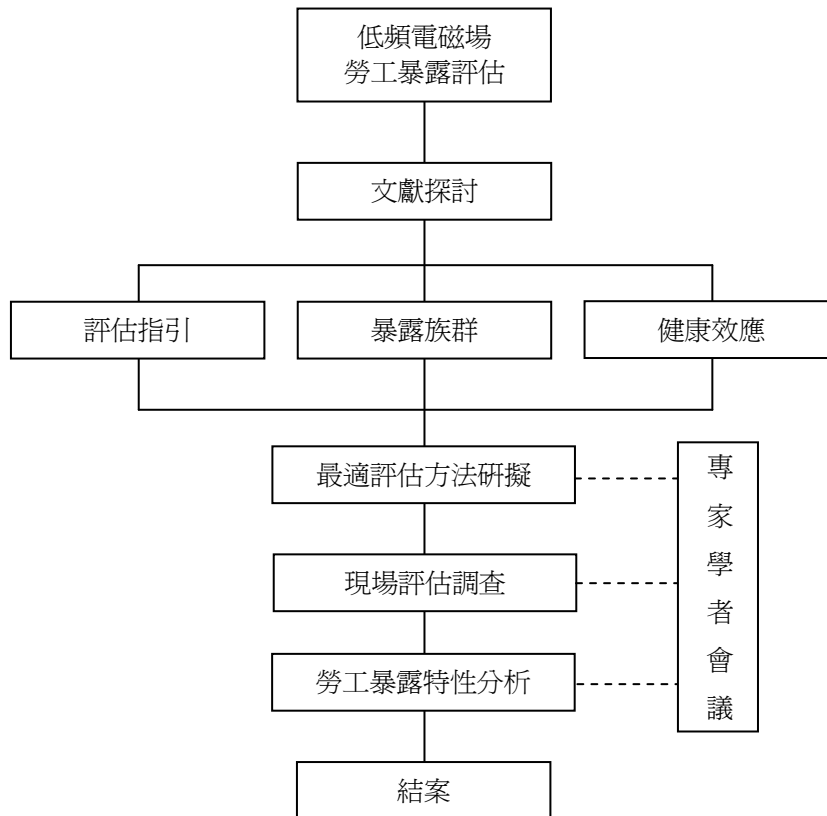 低頻電磁場
勞工暴露評估
文獻探討
評估指引
暴露族群
健康效應
最適評估方法研擬
現場評估調查
勞工暴露特性分析
專
家
學
者
會
議
結案